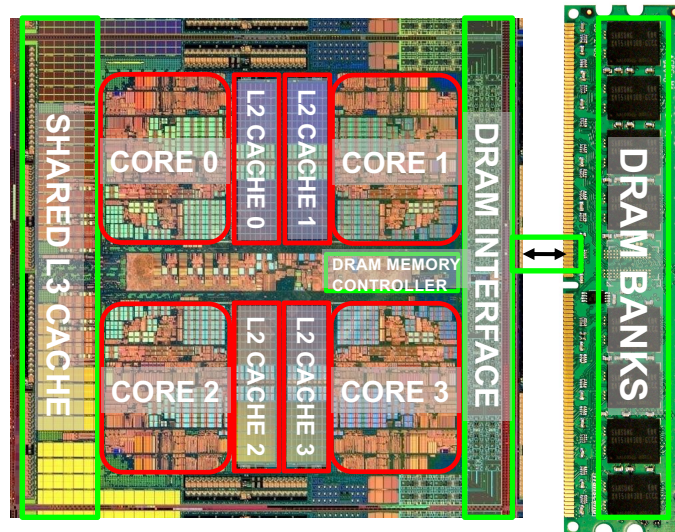 SHARED L3 CACHE
CORE 0
L2 CACHE 0
L2 CACHE 1
CORE 1
DRAM INTERFACE
DRAM BANKS
DRAM MEMORY
CONTROLLER
CORE 2
L2 CACHE 2
L2 CACHE 3
CORE 3